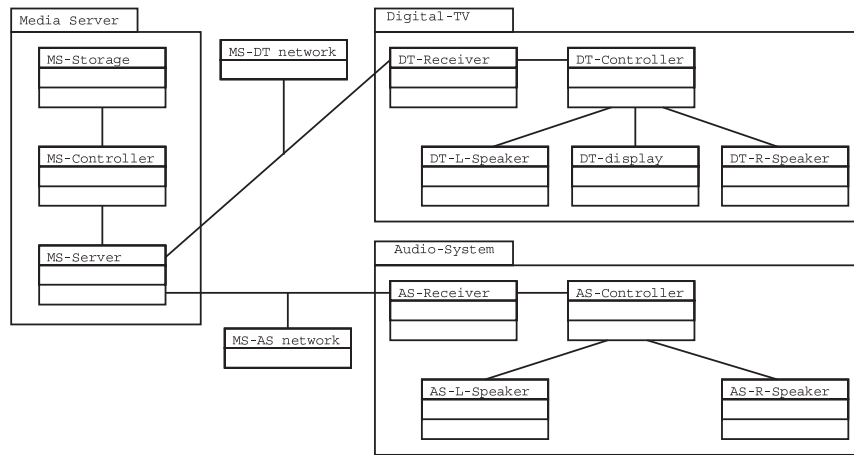 Media Server
MS-Storage
MS-Controller
MS-Server
MS-DT network
MS-AS network
Digital-TV
DT-Receiver
DT-Controller
DT-L-Speaker
DT-display
DT-R-Speaker
Audio-System
AS-Receiver
AS-Controller
AS-L-Speaker
AS-R-Speaker